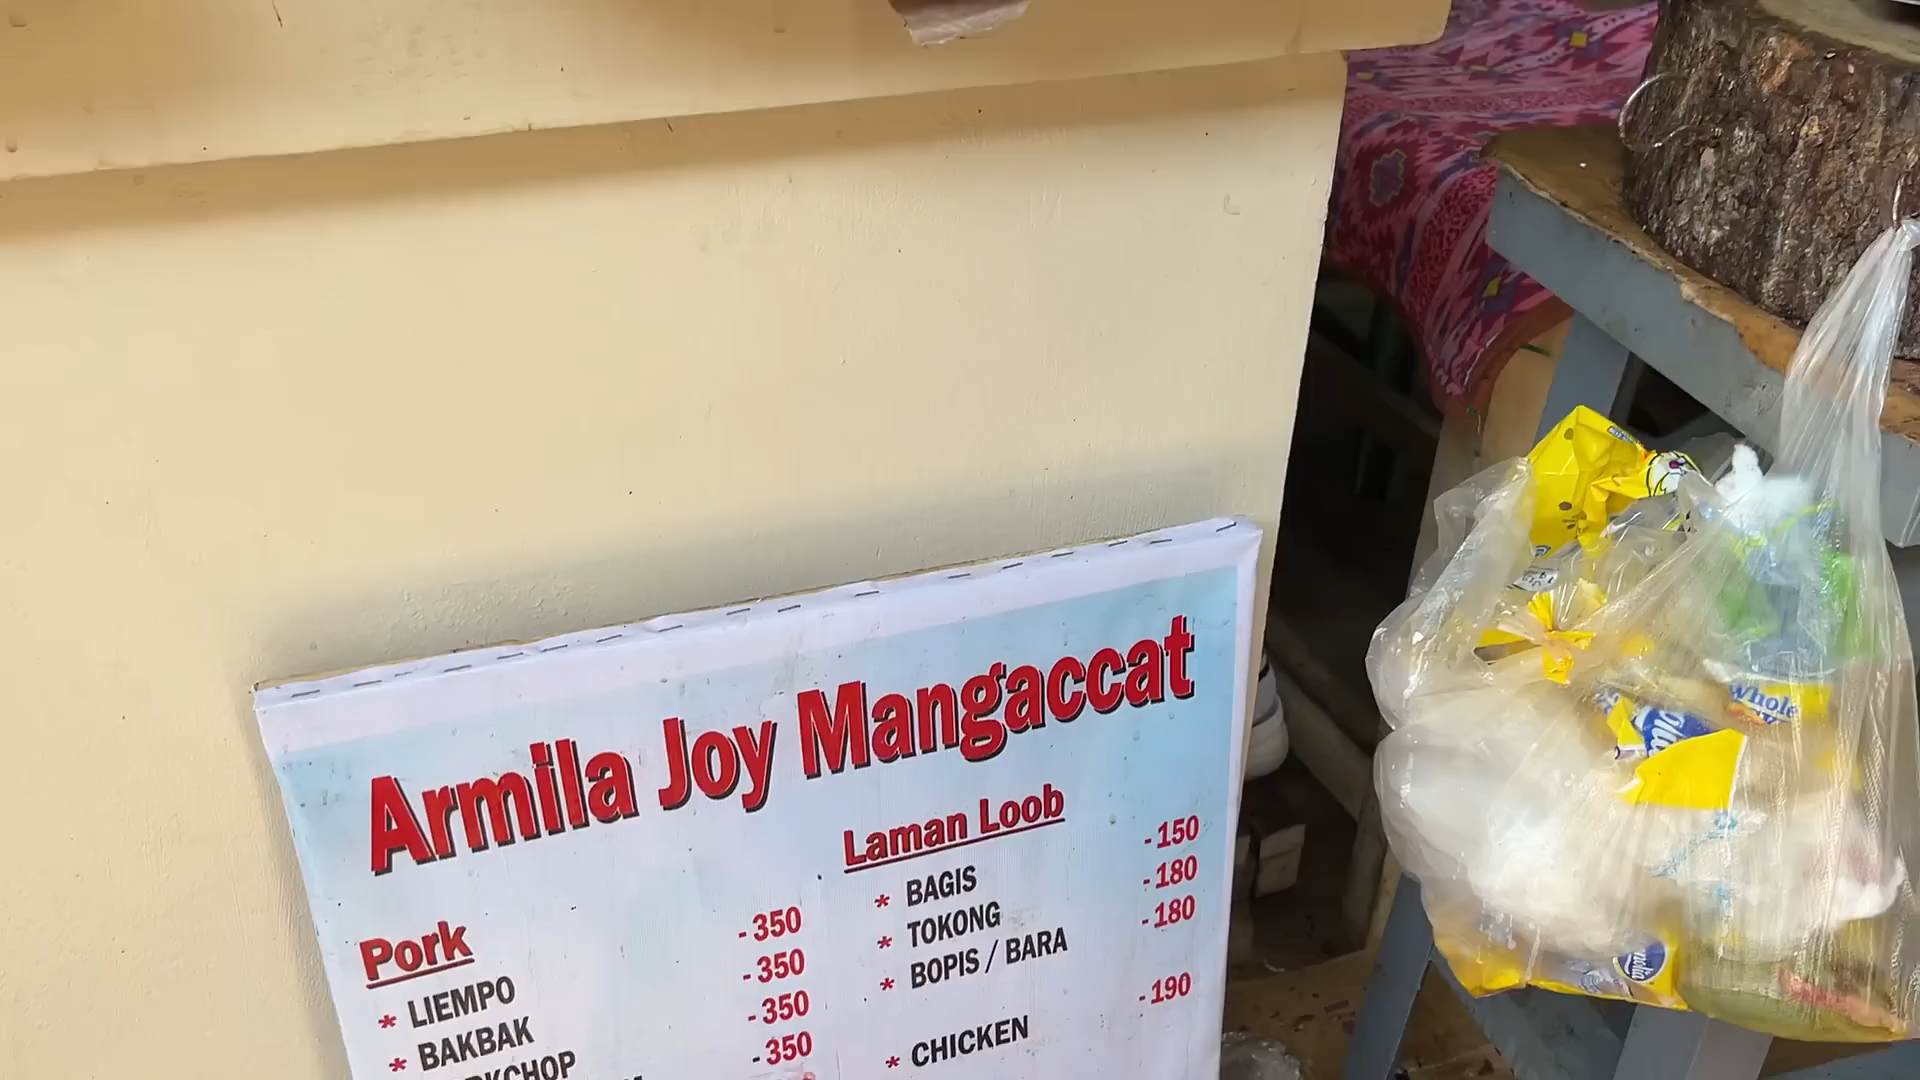 Armila Joy Mangaccat
Pork
* LIEMPO -350
* BAKBAK -350
-350
-350
Laman Loob
* BAGIS -150
* TOKONG -180
* BOPIS / BARA -180
* CHICKEN -190
Whole